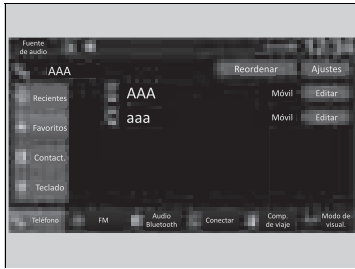 Fuente
de audio
AAA
Reordenar
Ajustes
Recientes
AAA
Móvil
Editar
Favoritos
aaa
Móvil
Editar
Contact.
Teclado
Teléfono
FM
Audio
Bluetooth
Conectar
Comp.
de viaje
Modo de
visual.